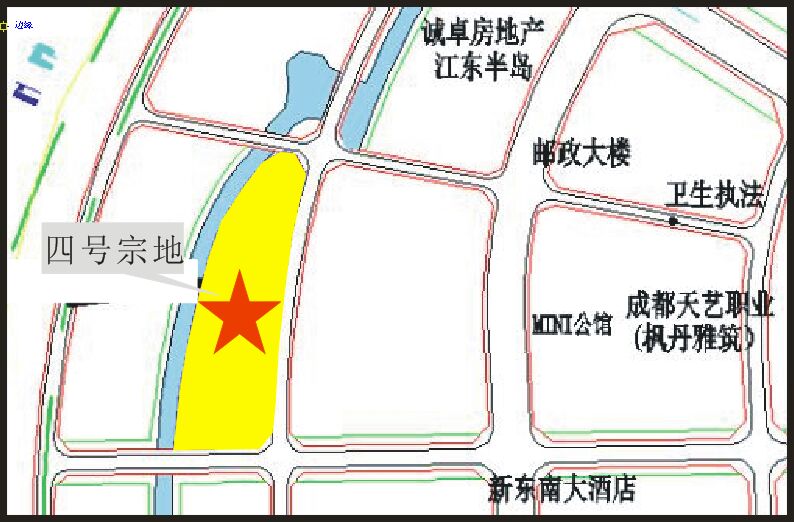 边缘
诚卓房地产
江东半岛
邮政大楼
卫生执法
四号宗地
MINI公馆
成都天艺职业
(枫丹雅筑)
新东南大酒店